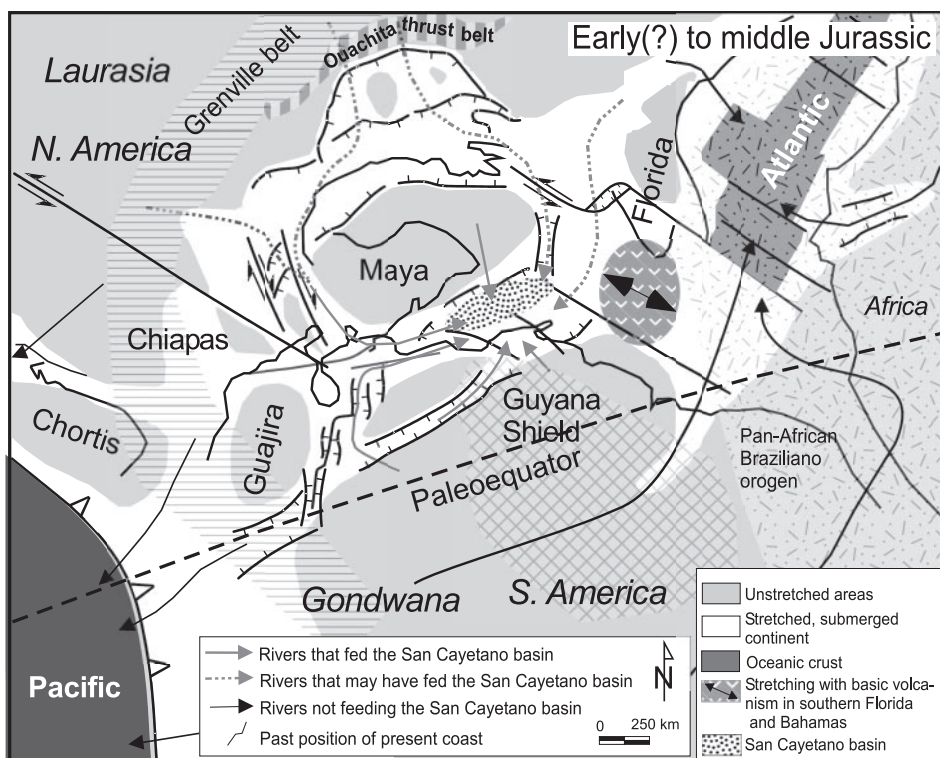 Early(?) to middle Jurassic
Ouachita thrust belt
Grenville belt
Laurasia
N. America
Atlantic
Florida
Maya
Africa
Chiapas
Chortis
Guajira
Guyana
Shield
Paleoequator
Pan-African
Braziliano
orogen
Gondwana
S. America
Pacific
Rivers that fed the San Cayetano basin
Rivers that may have fed the San Cayetano basin
Rivers not feeding the San Cayetano basin
Past position of present coast
N
0 250 km
Unstretched areas
Stretched, submerged
continent
Oceanic crust
Stretching with basic volca-
nism in southern Florida
and Bahamas
San Cayetano basin